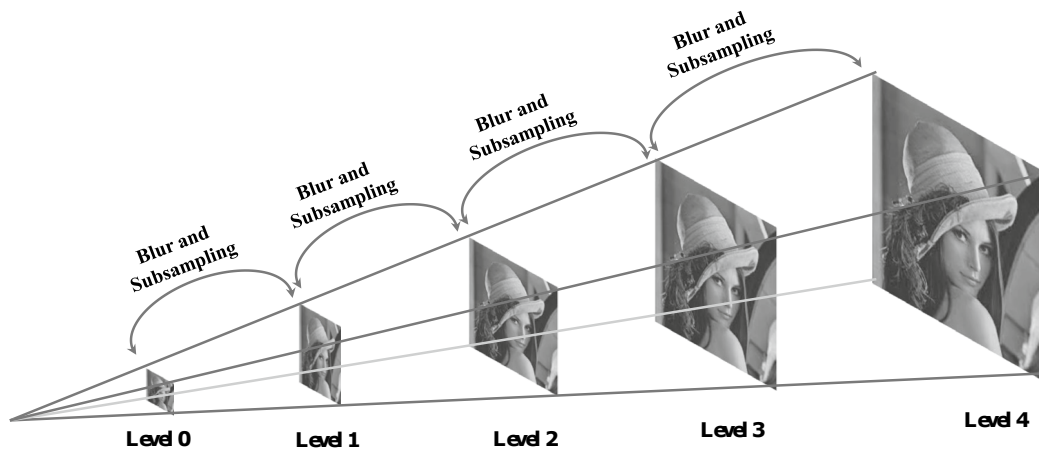 Blur and
Subsampling
Blur and
Subsampling
Blur and
Subsampling
Blur and
Subsampling
Level 0
Level 1
Level 2
Level 3
Level 4